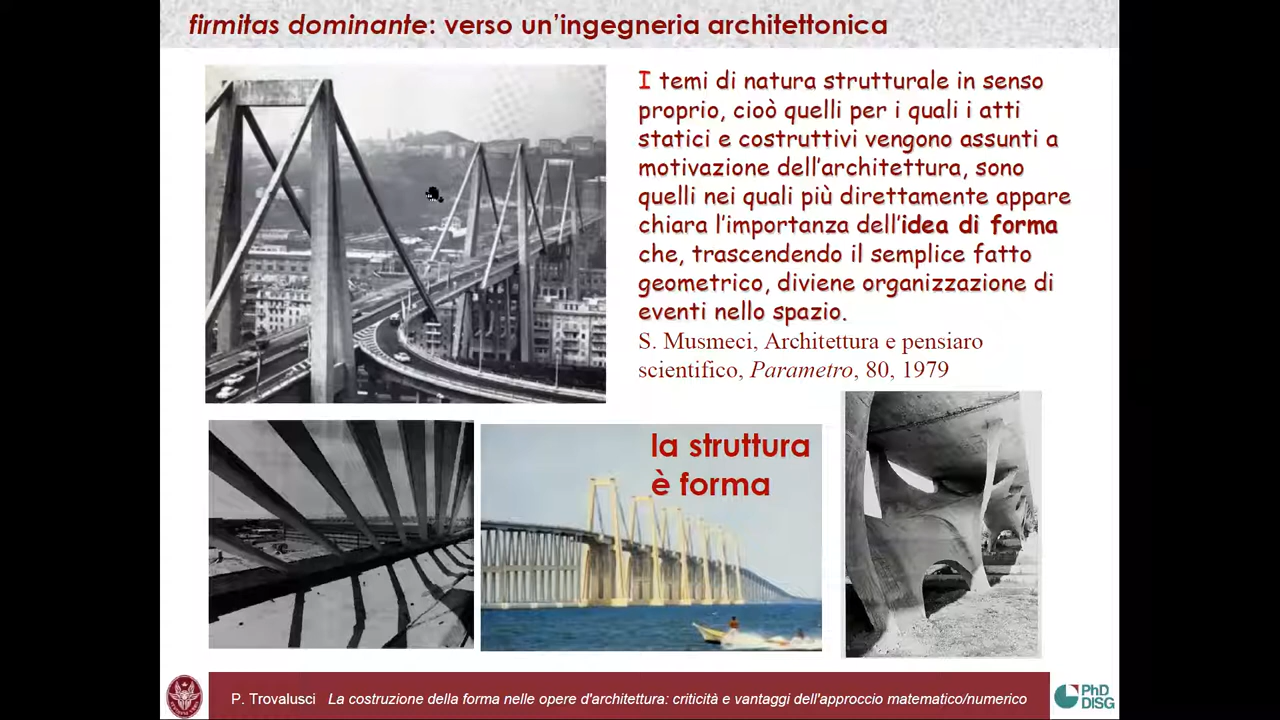 firmitas dominante: verso un'ingegneria architettonica
I temi di natura strutturale in senso
proprio, cioò quelli per i quali i atti
statici e costruttivi vengono assunti a
motivazione dell'architettura, sono
quelli nei quali più direttamente appare
chiara l'importanza dell'idea di forma
che, trascendendo il semplice fatto
geometrico, diviene organizzazione di
eventi nello spazio.
S. Musmeci, Architettura e pensiaro
scientifico, Parametro, 80, 1979
la struttura
è forma
P. Trovalusci La costruzione della forma nelle opere d'architettura: criticità e vantaggi dell'approccio matematico/numerico
PhD
DISG